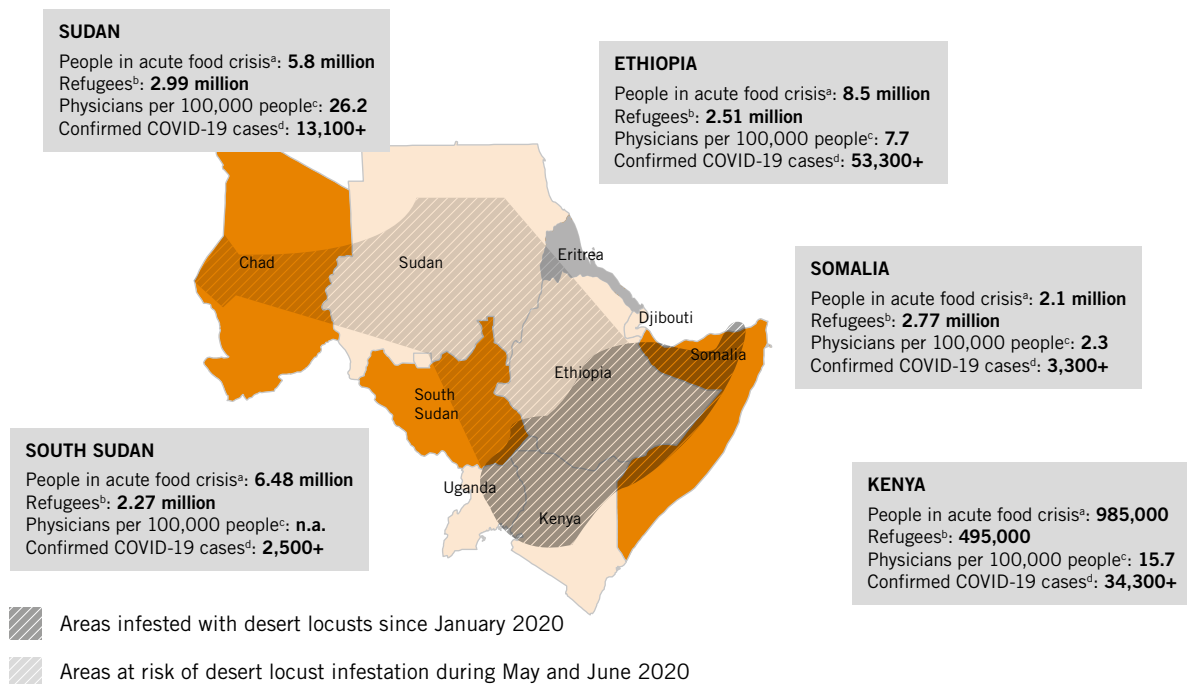 SUDAN
People in acute food crisisᵃ: 5.8 million
Refugeesᵇ: 2.99 million
Physicians per 100,000 peopleᶜ: 26.2
Confirmed COVID-19 casesᵈ: 13,100+
ETHIOPIA
People in acute food crisisᵃ: 8.5 million
Refugeesᵇ: 2.51 million
Physicians per 100,000 peopleᶜ: 7.7
Confirmed COVID-19 casesᵈ: 53,300+
Chad
Sudan
Eritrea
Djibouti
Somalia
Ethiopia
South
Sudan
Uganda
Kenya
SOMALIA
People in acute food crisisᵃ: 2.1 million
Refugeesᵇ: 2.77 million
Physicians per 100,000 peopleᶜ: 2.3
Confirmed COVID-19 casesᵈ: 3,300+
SOUTH SUDAN
People in acute food crisisᵃ: 6.48 million
Refugeesᵇ: 2.27 million
Physicians per 100,000 peopleᶜ: n.a.
Confirmed COVID-19 casesᵈ: 2,500+
KENYA
People in acute food crisisᵃ: 985,000
Refugeesᵇ: 495,000
Physicians per 100,000 peopleᶜ: 15.7
Confirmed COVID-19 casesᵈ: 34,300+
Areas infested with desert locusts since January 2020
Areas at risk of desert locust infestation during May and June 2020